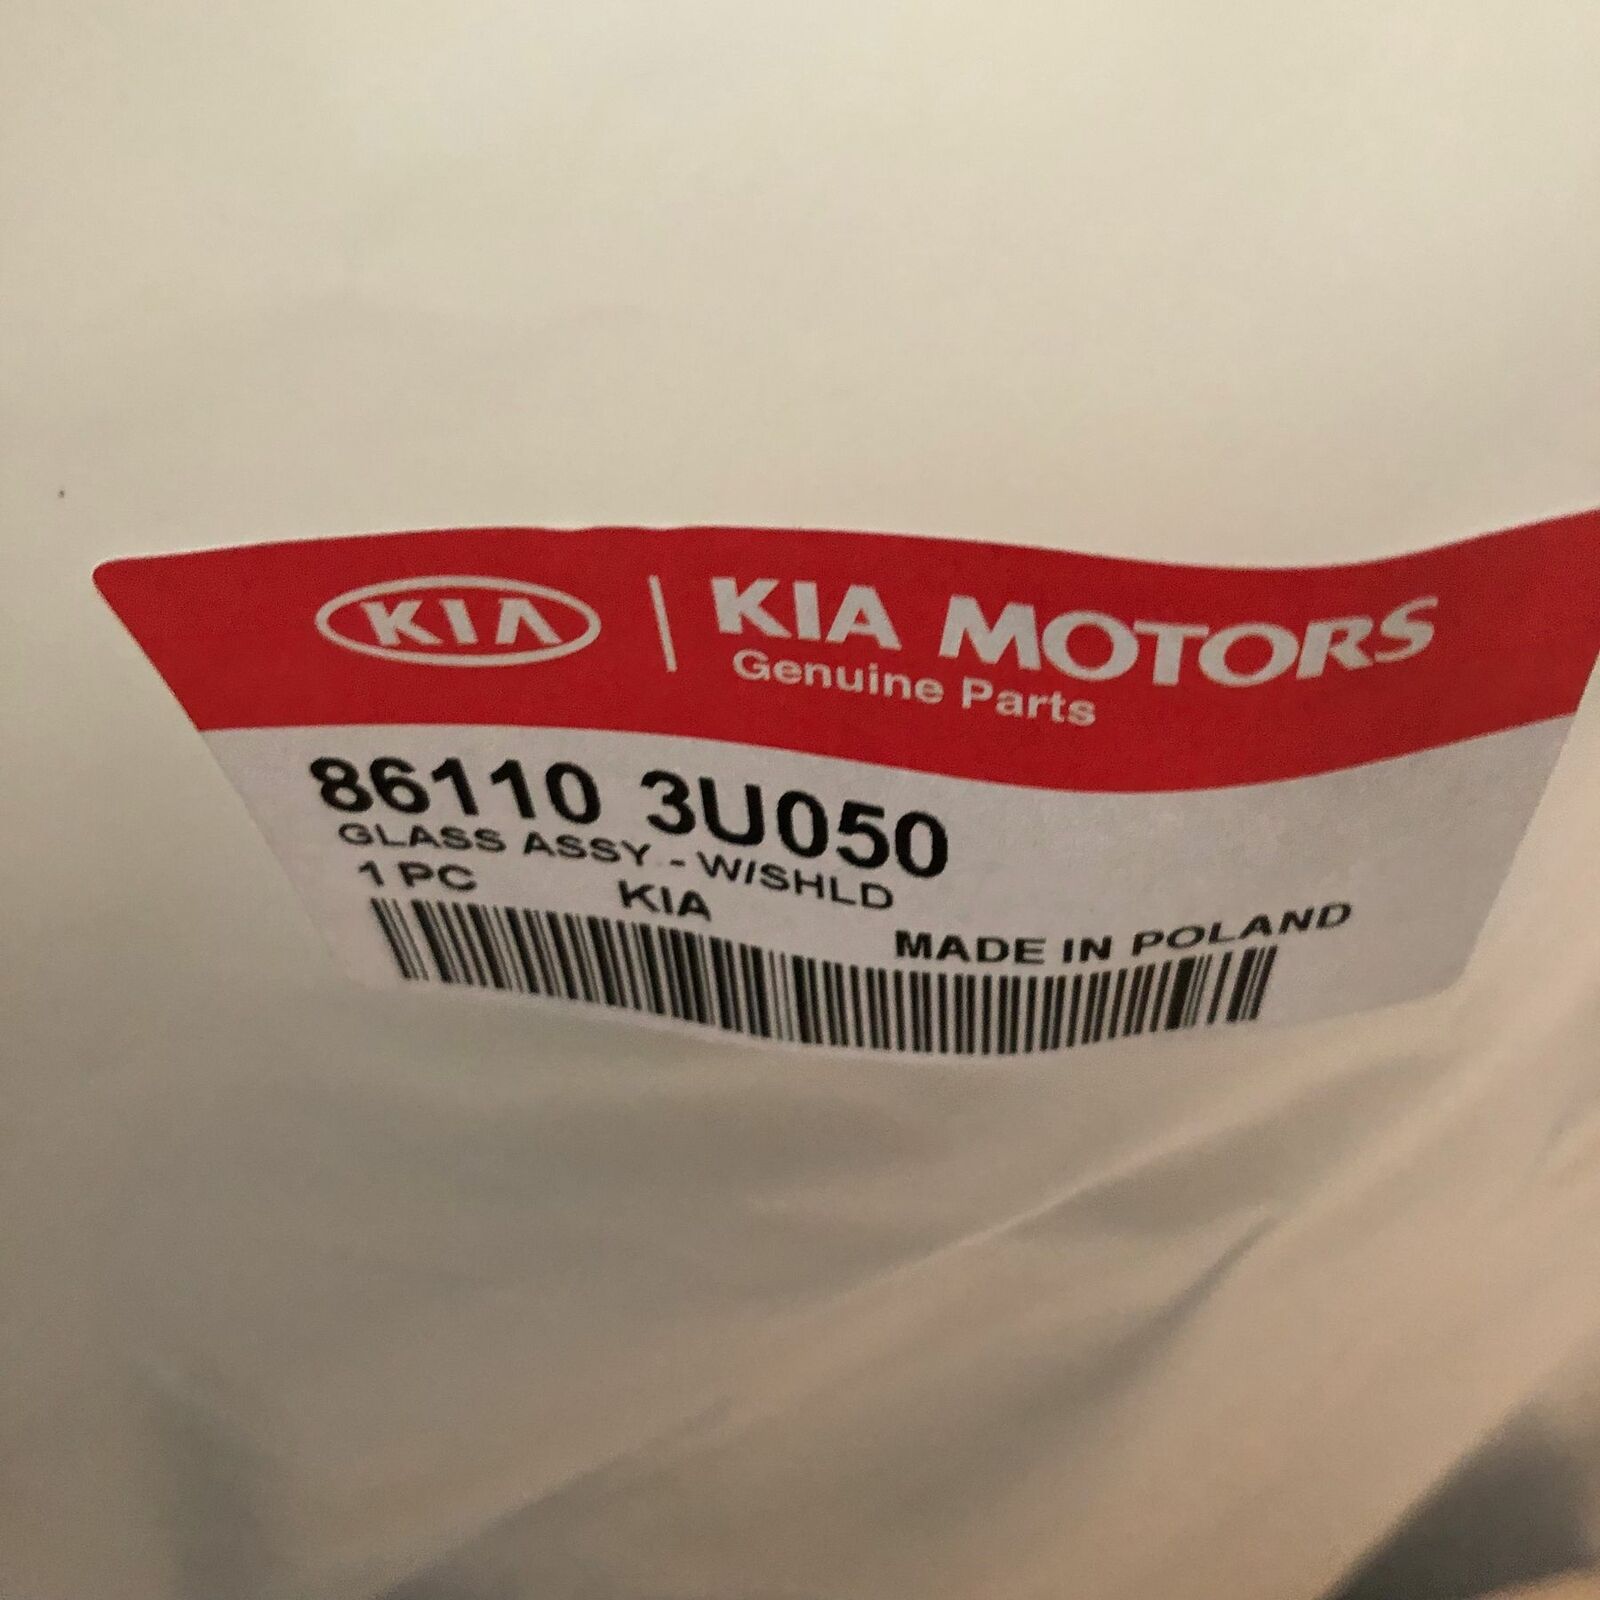 KIA | KIA MOTORS
Genuine Parts
86110 3U050
GLASS ASSY - W/SHLD
1 PC KIA MADE IN POLAND